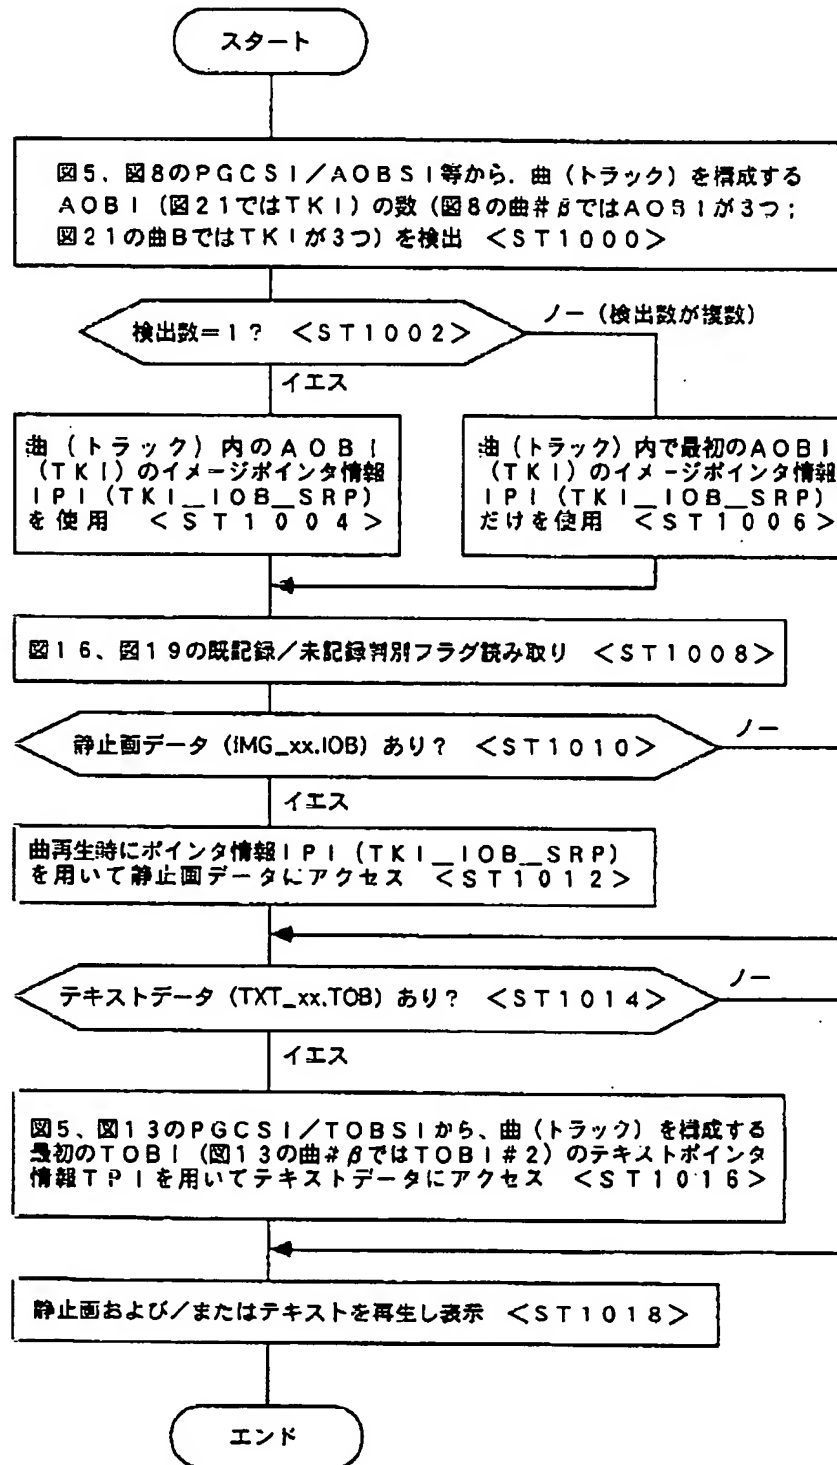 スタート
図5、図8のPGCSI/AOBSI等から、曲(トラック)を構成する
AOBI(図21ではTKI)の数(図8の曲#βではAOBIが3つ;
図21の曲BではTKIが3つ)を検出 <ST1000>
検出数=1? <ST1002>
ノー(検出数が複数)
イエス
曲(トラック)内のAOBI
(TKI)のイメージポインタ情報
IPI(TKI_IOB_SRP)
を使用 <ST1004>
曲(トラック)内で最初のAOBI
(TKI)のイメージポインタ情報
IPI(TKI_IOB_SRP)
だけを使用 <ST1006>
図16、図19の既記録/未記録判別フラグ読み取り <ST1008>
静止画データ(IMG_xx.IOB)あり? <ST1010>
ノー
イエス
曲再生時にポインタ情報IPI(TKI_IOB_SRP)
を用いて静止画データにアクセス <ST1012>
テキストデータ(TXT_xx.TOB)あり? <ST1014>
ノー
イエス
図5、図13のPGCSI/TOBSIから、曲(トラック)を構成する
最初のTOBI(図13の曲#βではTOBI#2)のテキストポインタ
情報TPIを用いてテキストデータにアクセス <ST1016>
静止画および/またはテキストを再生し表示 <ST1018>
エンド